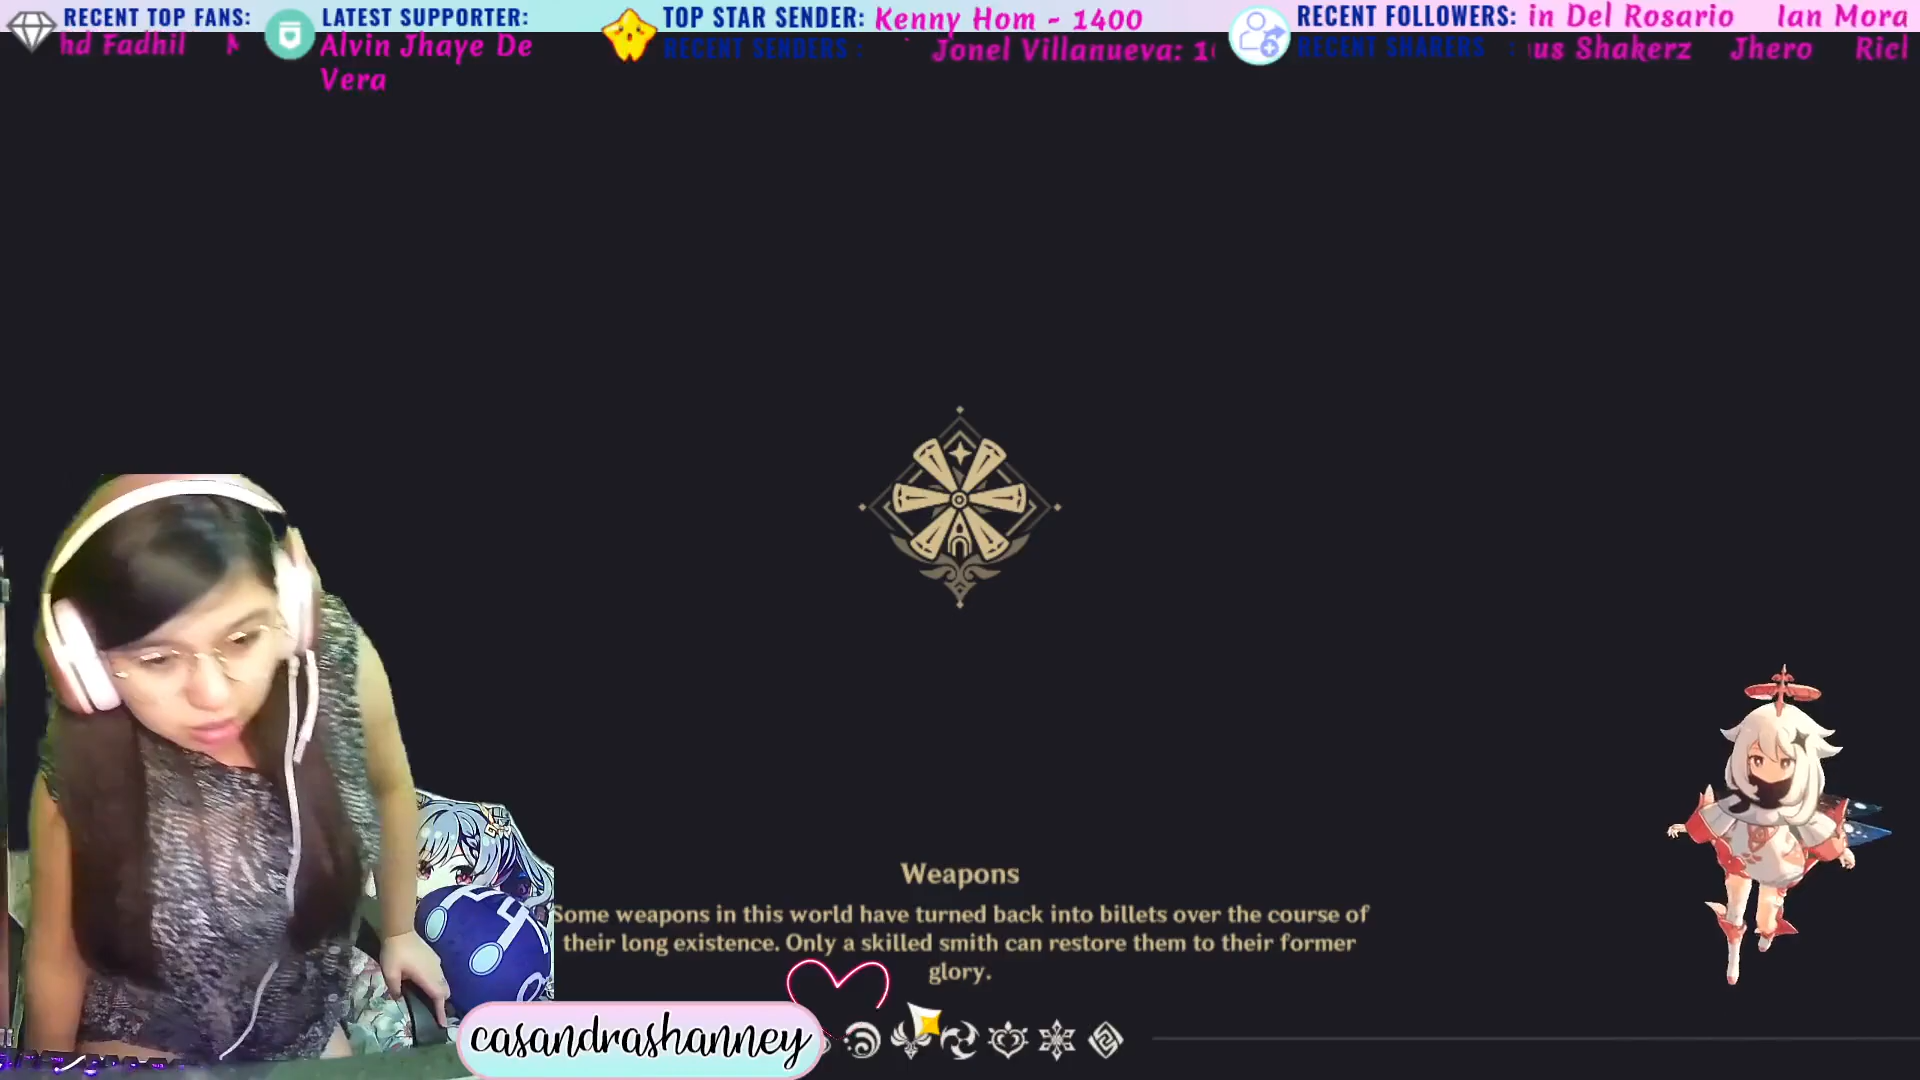 RECENT TOP FANS:
hd Fadhil
LATEST SUPPORTER:
Alvin Jhaye De
Vera
TOP STAR SENDER: Kenny Hom - 1400
RECENT SENDERS : Jonel Villanueva:
RECENT FOLLOWERS: in Del Rosario Ian Mora
RECENT SHARERS : us Shakerz Jhero
Weapons
Some weapons in this world have turned back into billets over the course of
their long existence. Only a skilled smith can restore them to their former
glory.
casandrashanney